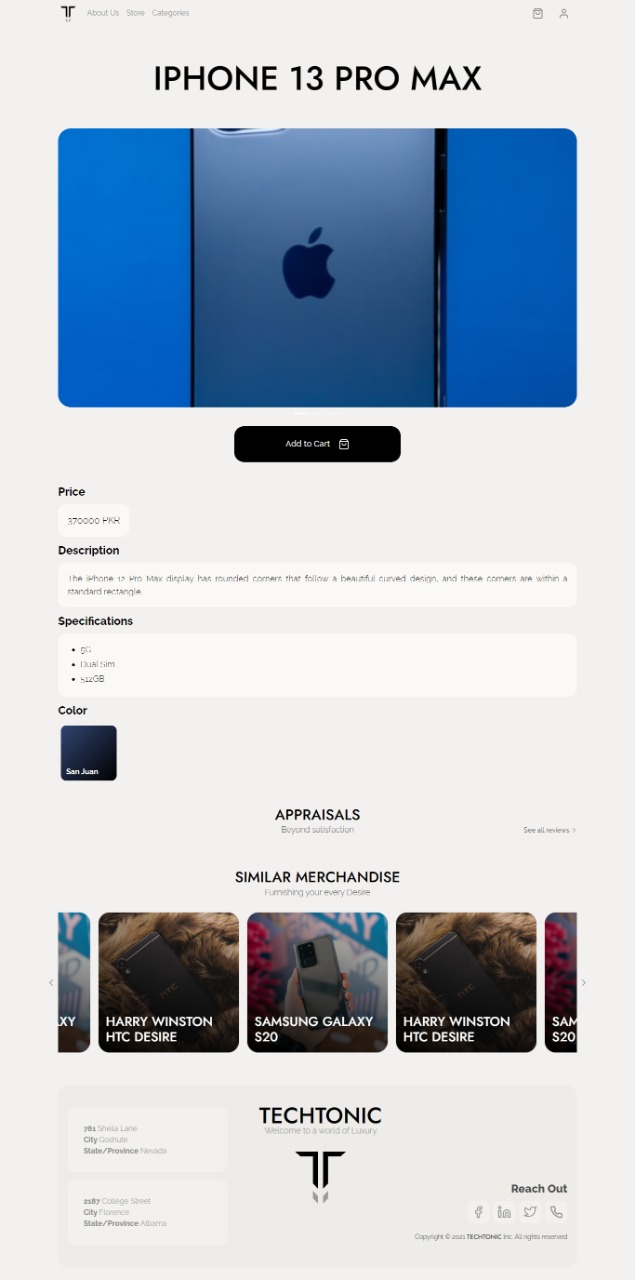 About Us Store Categories
IPHONE 13 PRO MAX
Add to Cart
Price
370000 PKR
Description
The iPhone 12 Pro Max display has rounded corners that follow a beautiful curved design, and these corners are within a
standard rectangle.
Specifications
5G
Dual Sim
512GB
Color
San Juan
APPRAISALS
Beyond satisfaction
See all reviews
SIMILAR MERCHANDISE
Furnishing your every Desire
XY
HARRY WINSTON
HTC DESIRE
SAMSUNG GALAXY
S20
HARRY WINSTON
HTC DESIRE
SAM
S20
781 Sheila Lane
City Goshute
State/Province Nevada
2187 College Street
City Florence
State/Province Albama
TECHTONIC
Welcome to a world of Luxury
Reach Out
Copyright © 2021 TECHTONIC Inc. All rights reserved